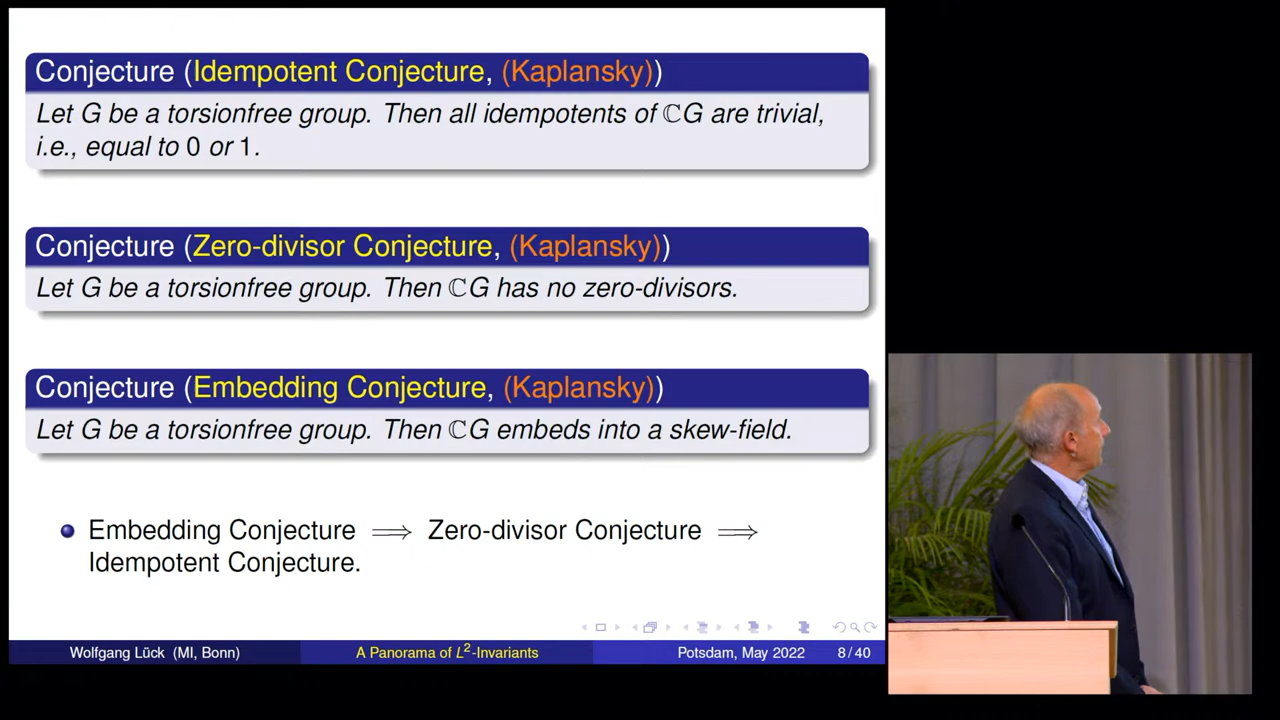 Conjecture (Idempotent Conjecture, (Kaplansky))
Let G be a torsionfree group. Then all idempotents of ℂG are trivial,
i.e., equal to 0 or 1.
Conjecture (Zero-divisor Conjecture, (Kaplansky))
Let G be a torsionfree group. Then ℂG has no zero-divisors.
Conjecture (Embedding Conjecture, (Kaplansky))
Let G be a torsionfree group. Then ℂG embeds into a skew-field.
Embedding Conjecture ⟹ Zero-divisor Conjecture ⟹
Idempotent Conjecture.
Wolfgang Lück (MI, Bonn) A Panorama of L²-Invariants Potsdam, May 2022 8 / 40